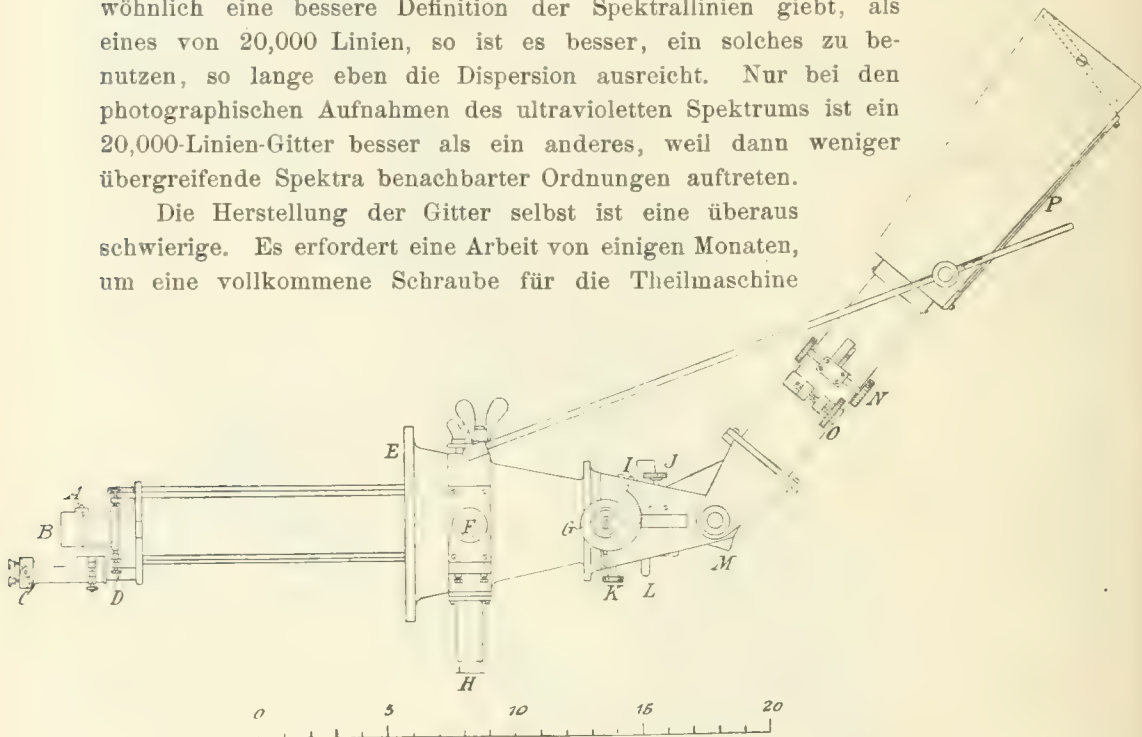 wöhnlich eine bessere Definition der Spektrallinien giebt, als
eines von 20,000 Linien, so ist es besser, ein solches zu be-
nutzen, so lange eben die Dispersion ausreicht. Nur bei den
photographischen Aufnahmen des ultravioletten Spektrums ist ein
20,000-Linien-Gitter besser als ein anderes, weil dann weniger
übergreifende Spektra benachbarter Ordnungen auftreten.
Die Herstellung der Gitter selbst ist eine überaus
schwierige. Es erfordert eine Arbeit von einigen Monaten,
um eine vollkommene Schraube für die Theilmaschine
P
N
O
E
I J
A
B
F
G
M
C
D
K L
H
0 5 10 15 20